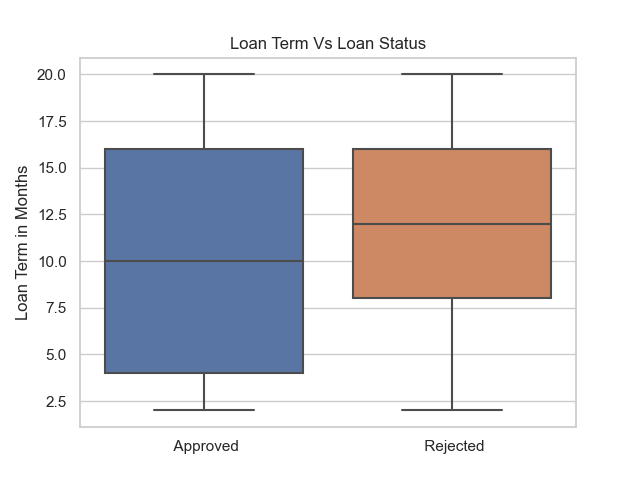 Loan Term Vs Loan Status
Loan Term in Months
20.0
17.5
15.0
12.5
10.0
7.5
5.0
2.5
Approved
Rejected